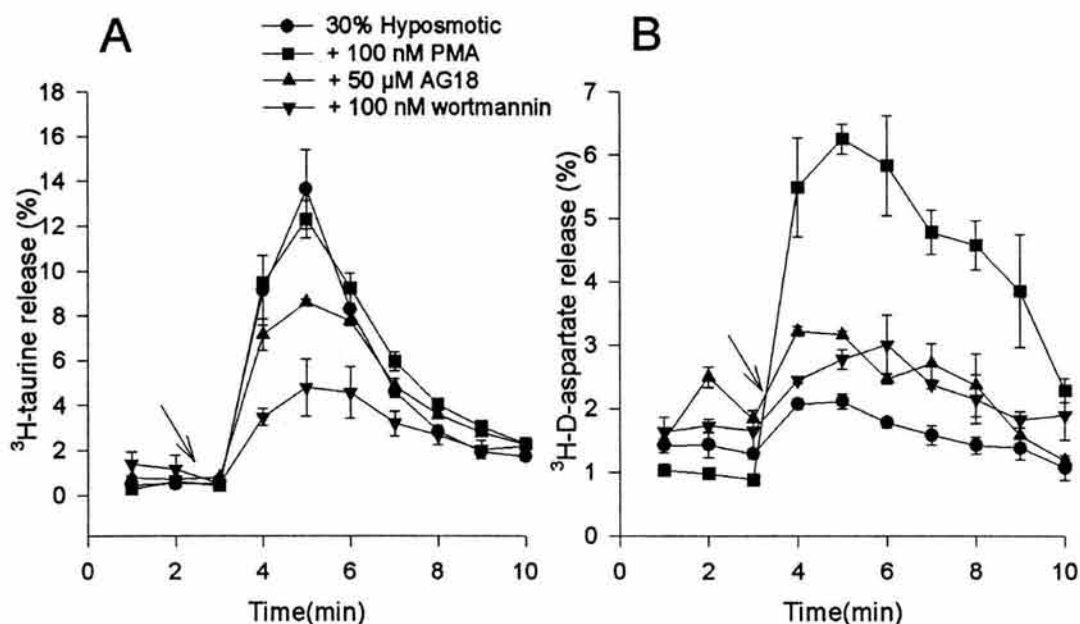 A
30% Hyposmotic
+ 100 nM PMA
+ 50 µM AG18
+ 100 nM wortmannin
18
16
14
12
10
8
6
4
2
0
³H-taurine release (%)
0 2 4 6 8 10
Time(min)
B
7
6
5
4
3
2
1
0
³H-D-aspartate release (%)
0 2 4 6 8 10
Time(min)